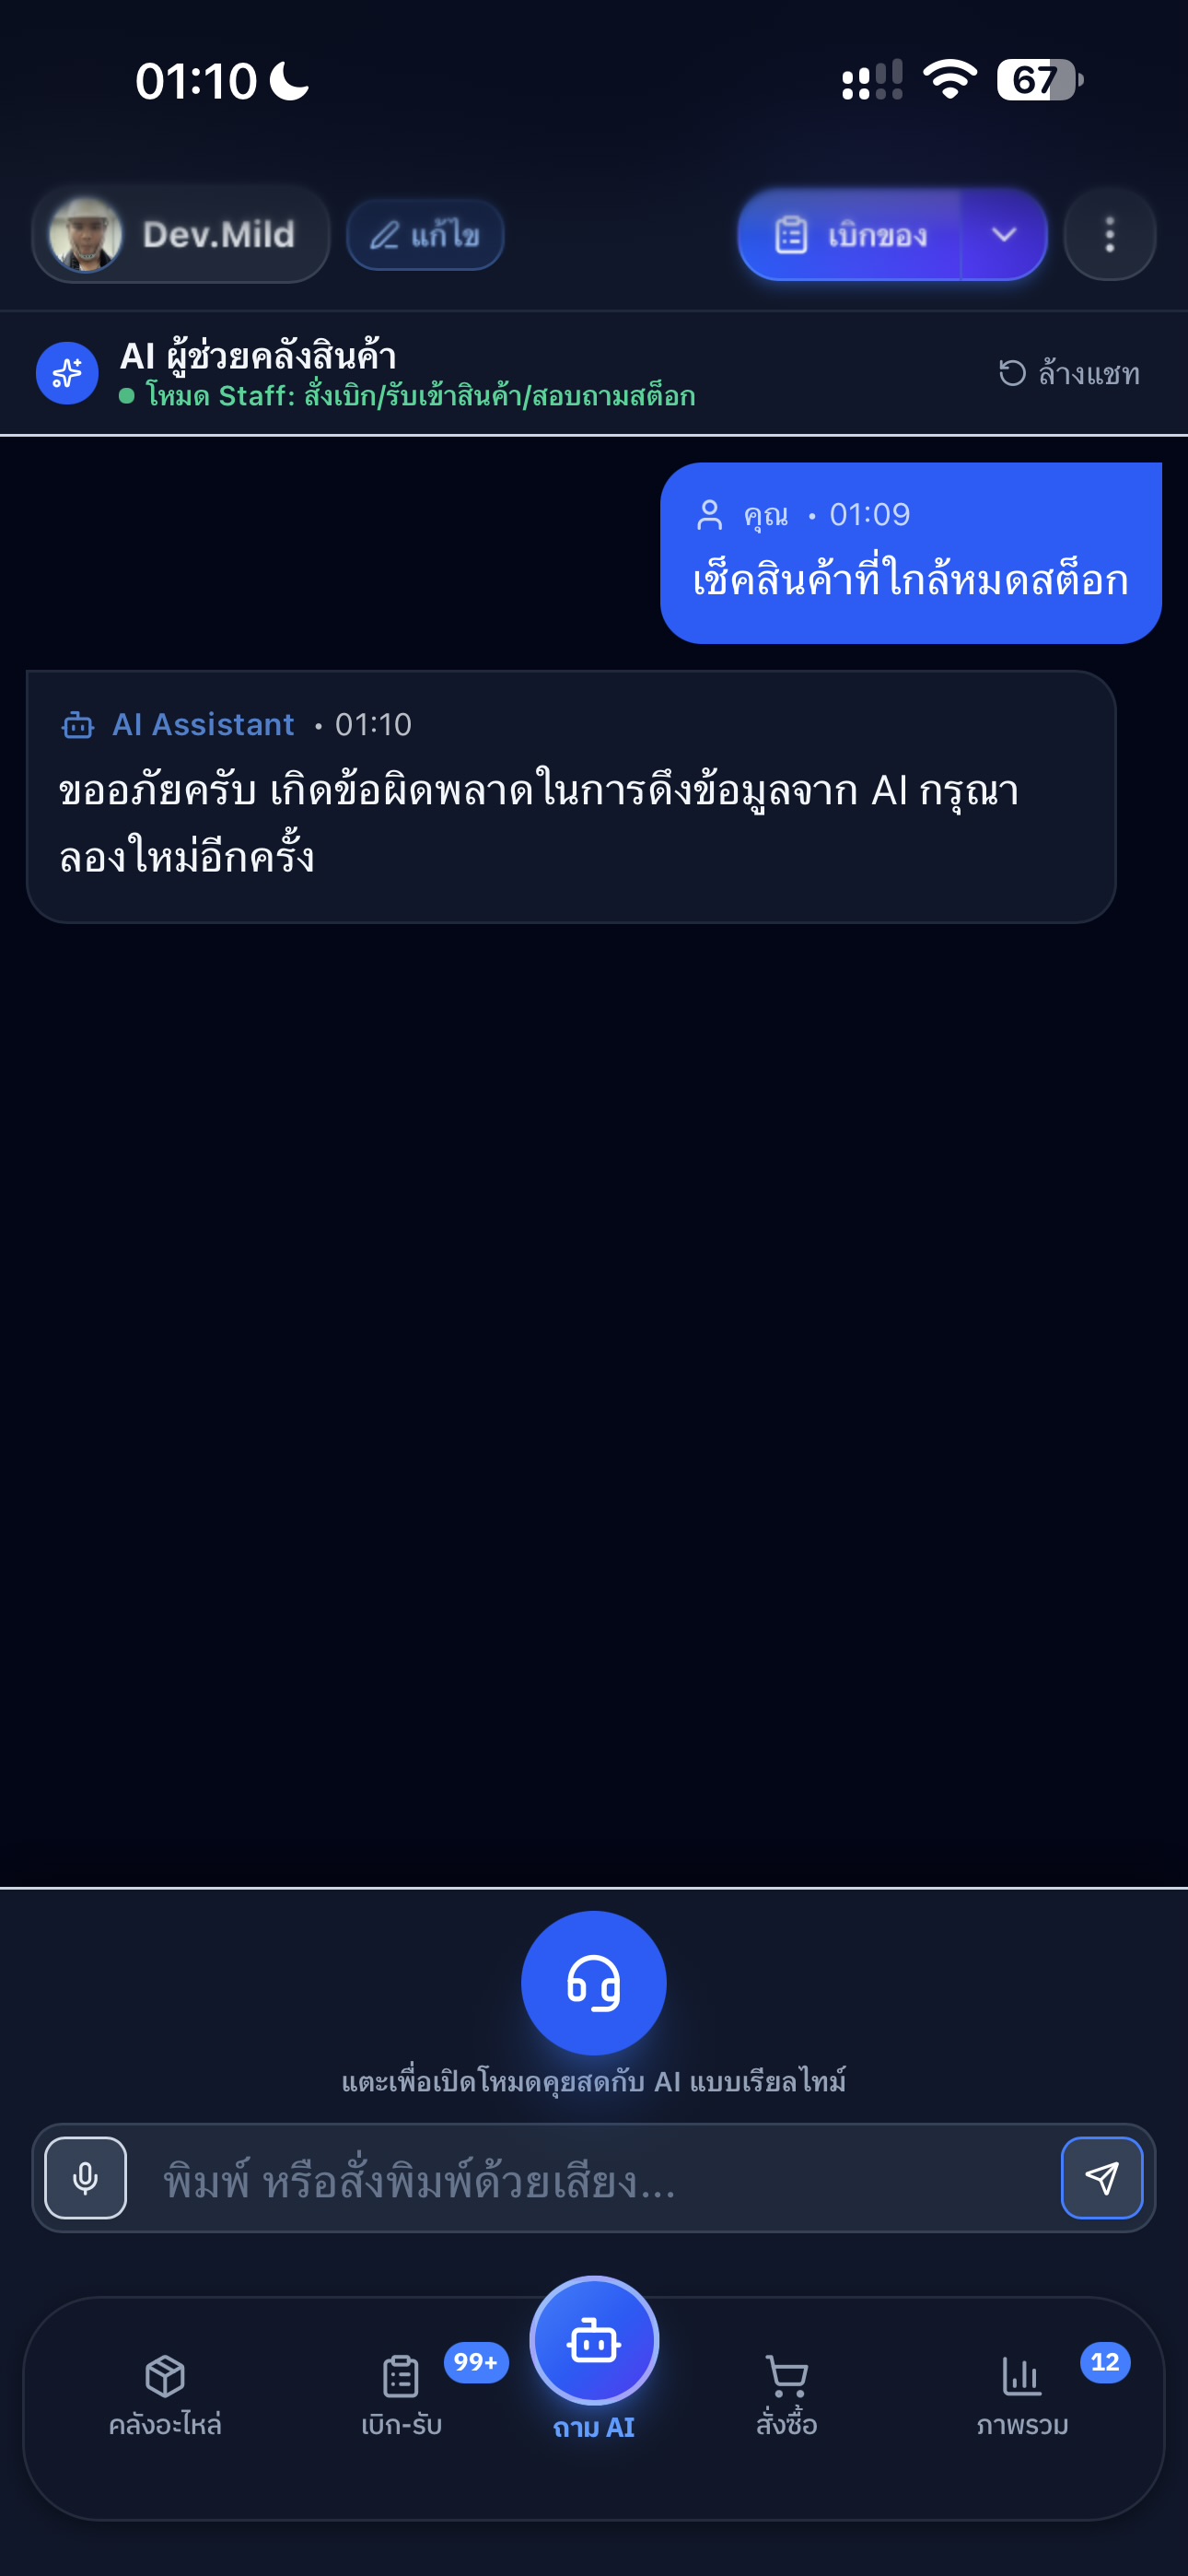 01:10
67
Dev.Mild
แก้ไข
เบิกของ
AI ผู้ช่วยคลังสินค้า
โหมด Staff: สั่งเบิก/รับเข้าสินค้า/สอบถามสต็อก
ล้างแชท
คุณ • 01:09
เช็คสินค้าที่ใกล้หมดสต็อก
AI Assistant • 01:10
ขออภัยครับ เกิดข้อผิดพลาดในการดึงข้อมูลจาก AI กรุณา
ลองใหม่อีกครั้ง
แตะเพื่อเปิดโหมดคุยสดกับ AI แบบเรียลไทม์
พิมพ์ หรือสั่งพิมพ์ด้วยเสียง...
คลังอะไหล่
99+
เบิก-รับ
ถาม AI
สั่งซื้อ
12
ภาพรวม